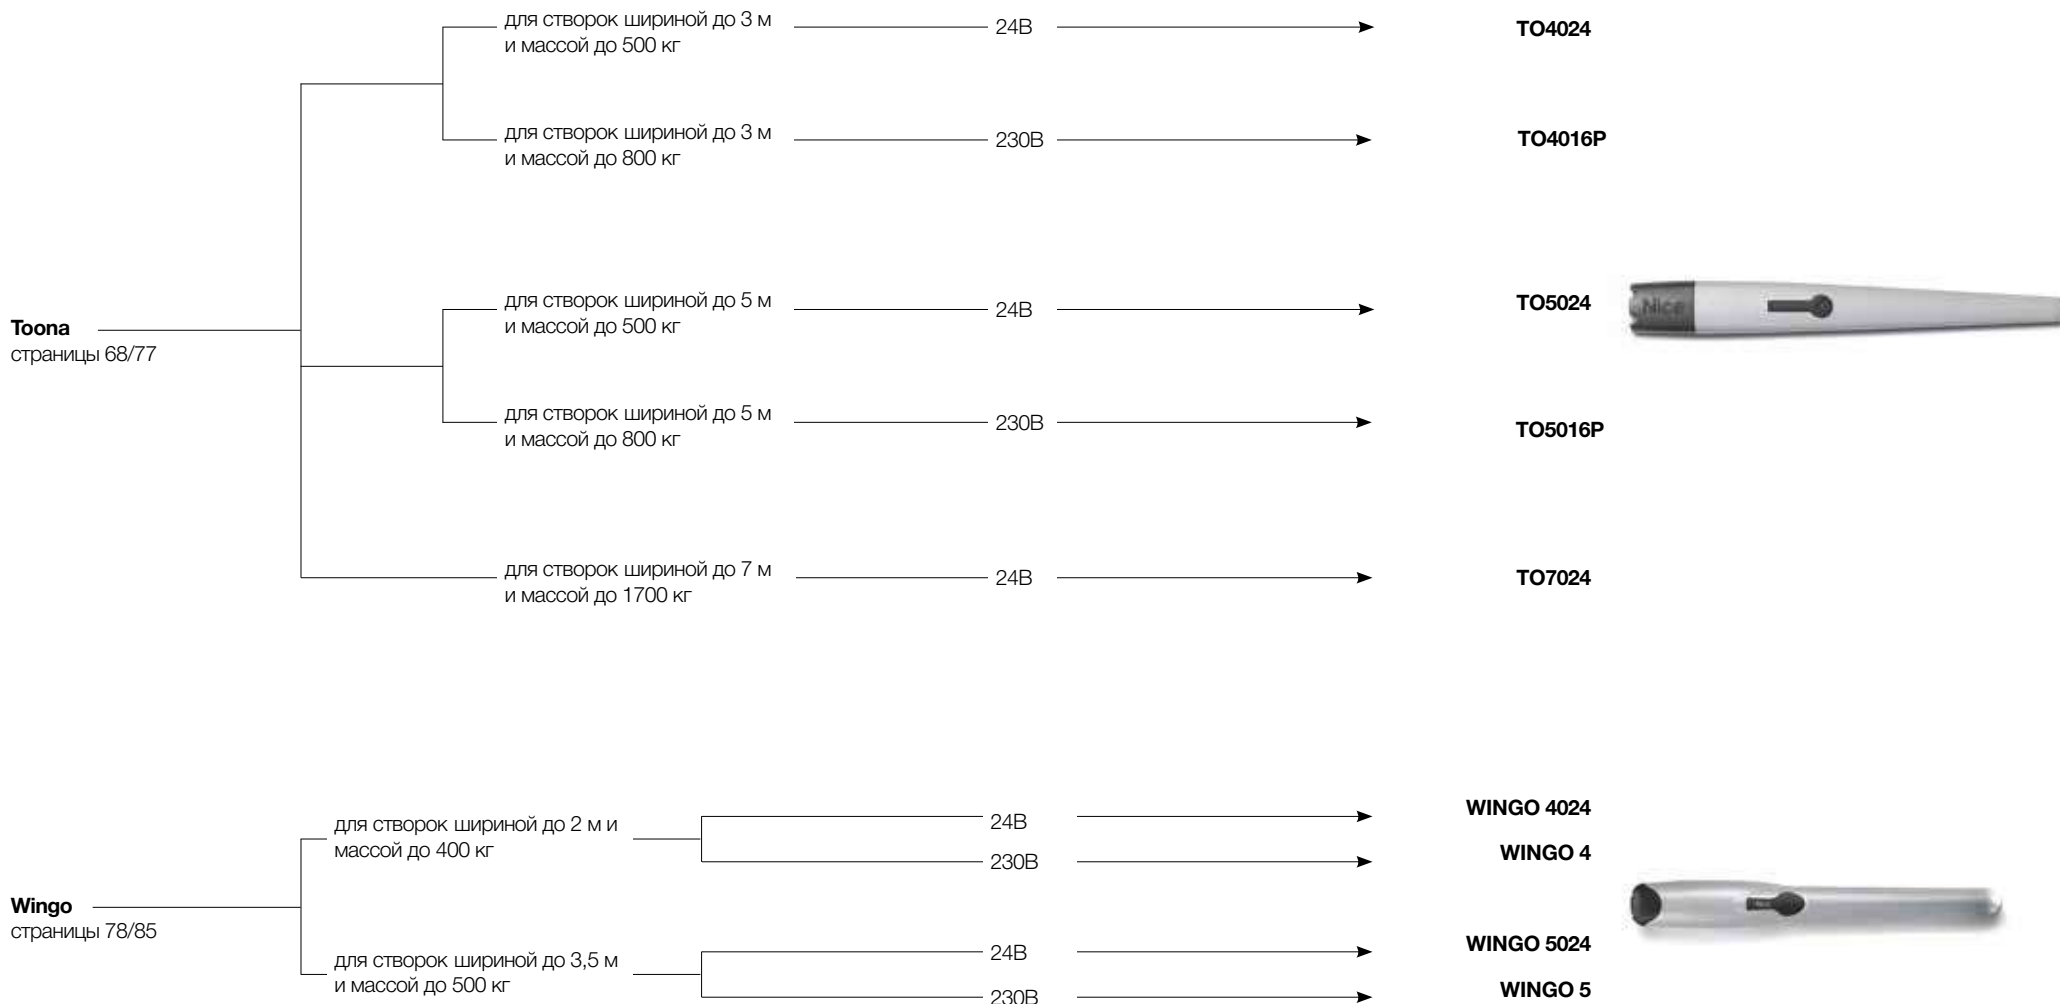 для створок шириной до 3 м
и массой до 500 кг
24В
TO4024
для створок шириной до 3 м
и массой до 800 кг
230В
TO4016P
для створок шириной до 5 м
и массой до 500 кг
24В
TO5024
Nice
Toona
страницы 68/77
для створок шириной до 5 м
и массой до 800 кг
230В
TO5016P
для створок шириной до 7 м
и массой до 1700 кг
24В
TO7024
для створок шириной до 2 м и
массой до 400 кг
24В
WINGO 4024
230В
WINGO 4
Wingo
страницы 78/85
для створок шириной до 3,5 м
и массой до 500 кг
24В
WINGO 5024
230В
WINGO 5